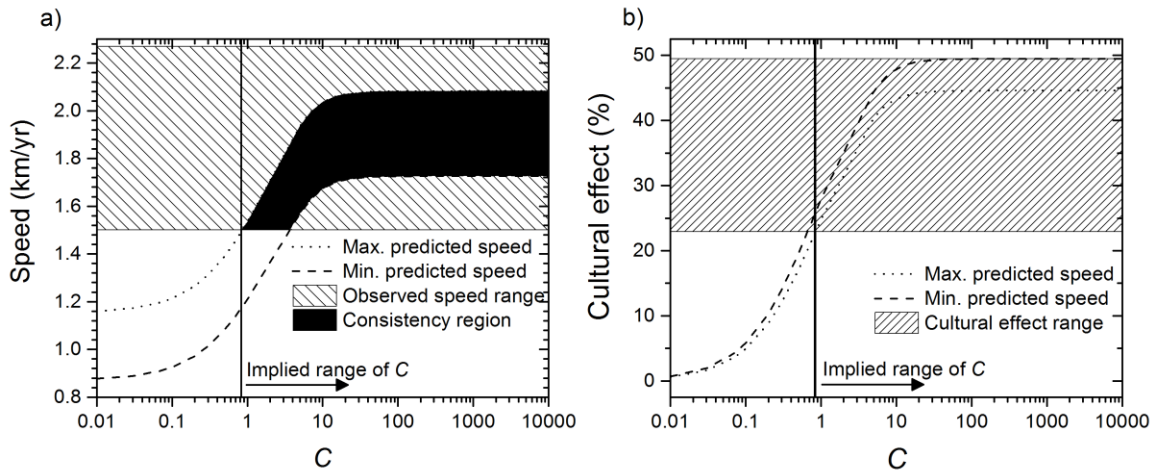 a)
Speed (km/yr)
2.2
2.0
1.8
1.6
1.4
1.2
1.0
0.8
Max. predicted speed
Min. predicted speed
Observed speed range
Consistency region
Implied range of C
0.01 0.1 1 10 100 1000 10000
C
b)
Cultural effect (%)
50
40
30
20
10
0
Max. predicted speed
Min. predicted speed
Cultural effect range
Implied range of C
0.01 0.1 1 10 100 1000 10000
C